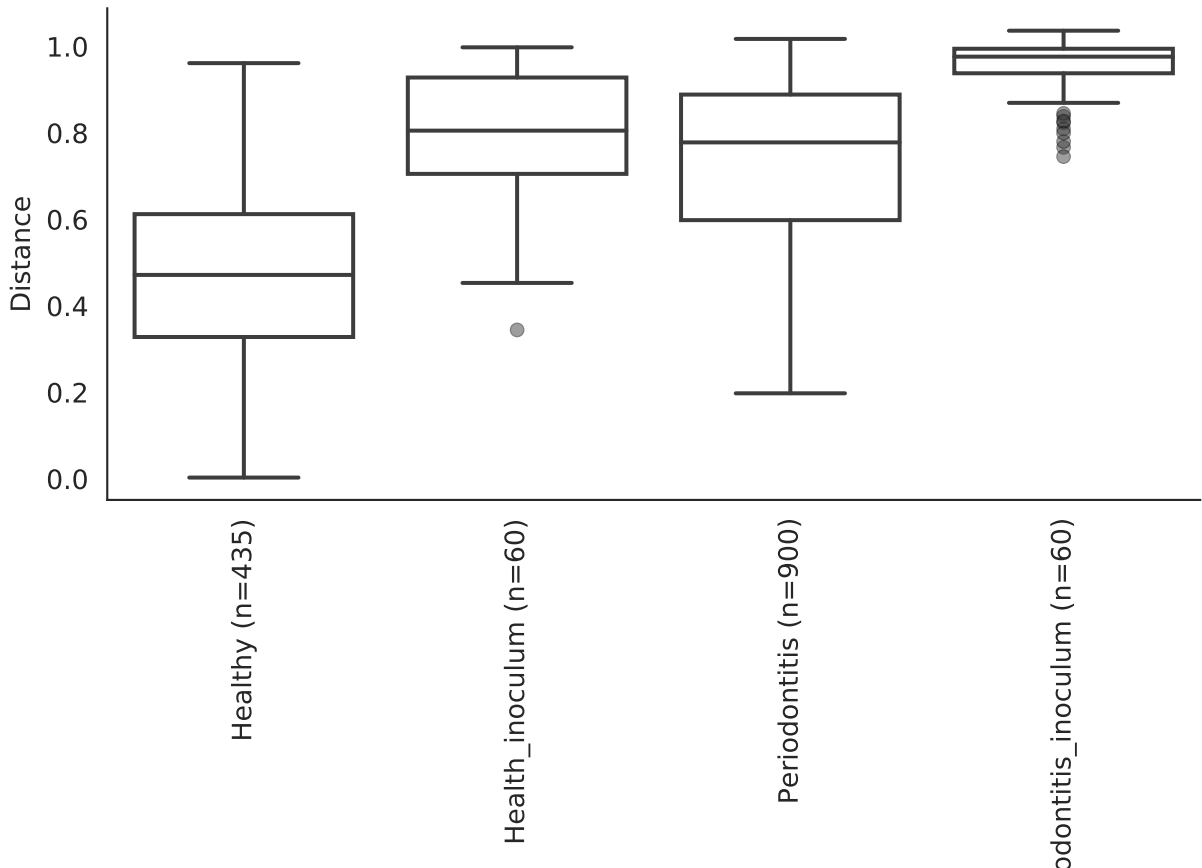 1.0
0.8
0.6
0.4
0.2
0.0
Distance
Healthy (n=435)
Health_inoculum (n=60)
Periodontitis (n=900)
odontitis_inoculum (n=60)